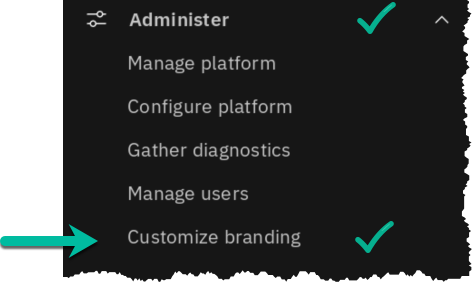 Administer
Manage platform
Configure platform
Gather diagnostics
Manage users
Customize branding